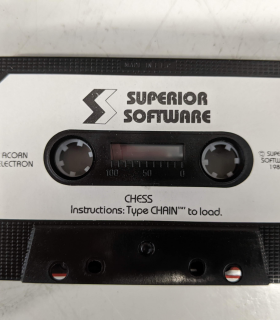 SUPERIOR
SOFTWARE
ACORN
ELECTRON
100 50 0
CHESS
Instructions: Type CHAIN"" to load.